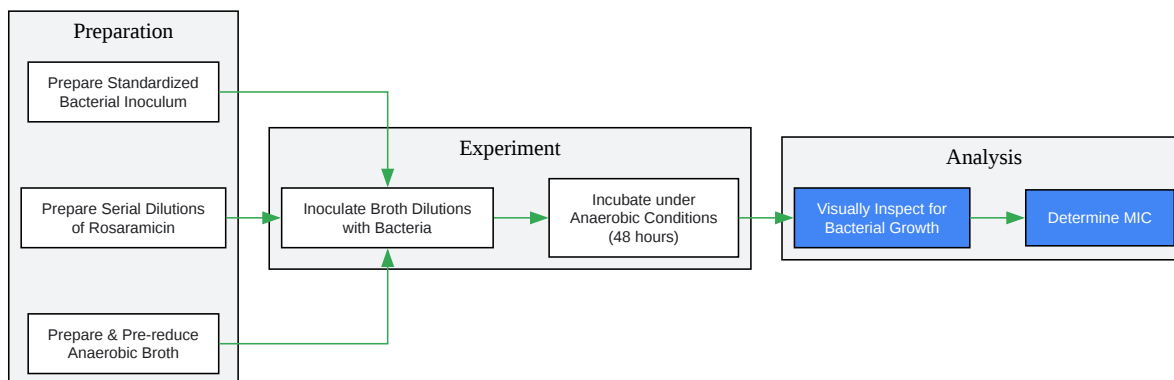 Preparation
Prepare Standardized
Bacterial Inoculum
Prepare Serial Dilutions
of Rosaramicin
Prepare & Pre-reduce
Anaerobic Broth
Experiment
Inoculate Broth Dilutions
with Bacteria
Incubate under
Anaerobic Conditions
(48 hours)
Analysis
Visually Inspect for
Bacterial Growth
Determine MIC